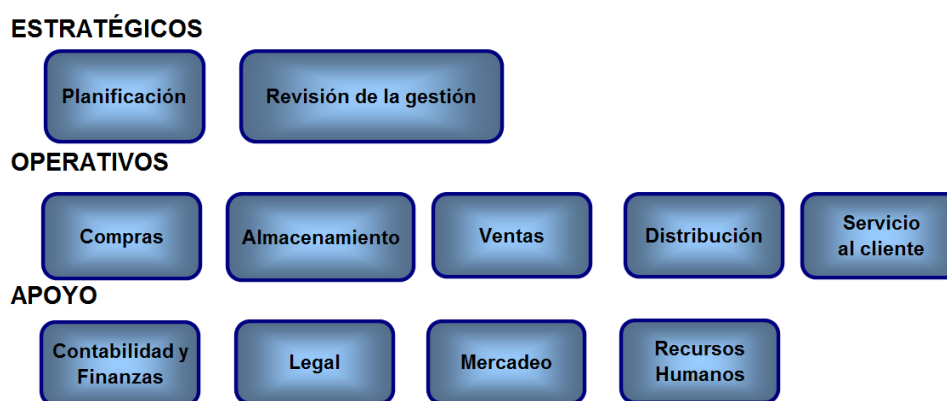 ESTRATÉGICOS
Planificación
Revisión de la gestión
OPERATIVOS
Compras
Almacenamiento
Ventas
Distribución
Servicio
al cliente
APOYO
Contabilidad y
Finanzas
Legal
Mercadeo
Recursos
Humanos